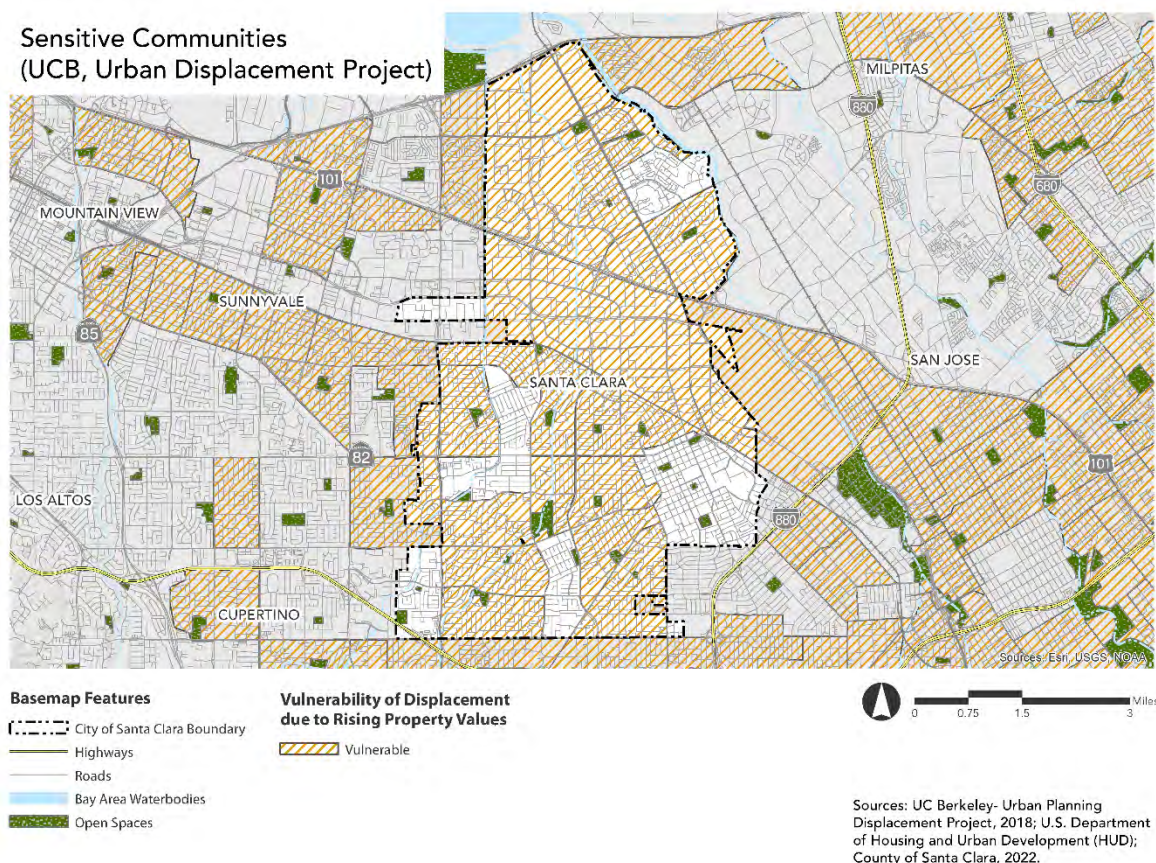 Sensitive Communities
(UCB, Urban Displacement Project)
MILPITAS
880
680
101
MOUNTAIN VIEW
SUNNYVALE
85
SAN JOSE
SANTA CLARA
82
101
LOS ALTOS
880
CUPERTINO
Sources: Esri, USGS, NOAA
Basemap Features
City of Santa Clara Boundary
Highways
Roads
Bay Area Waterbodies
Open Spaces
Vulnerability of Displacement
due to Rising Property Values
Vulnerable
Miles
0 0.75 1.5 3
Sources: UC Berkeley- Urban Planning
Displacement Project, 2018; U.S. Department
of Housing and Urban Development (HUD);
County of Santa Clara, 2022.